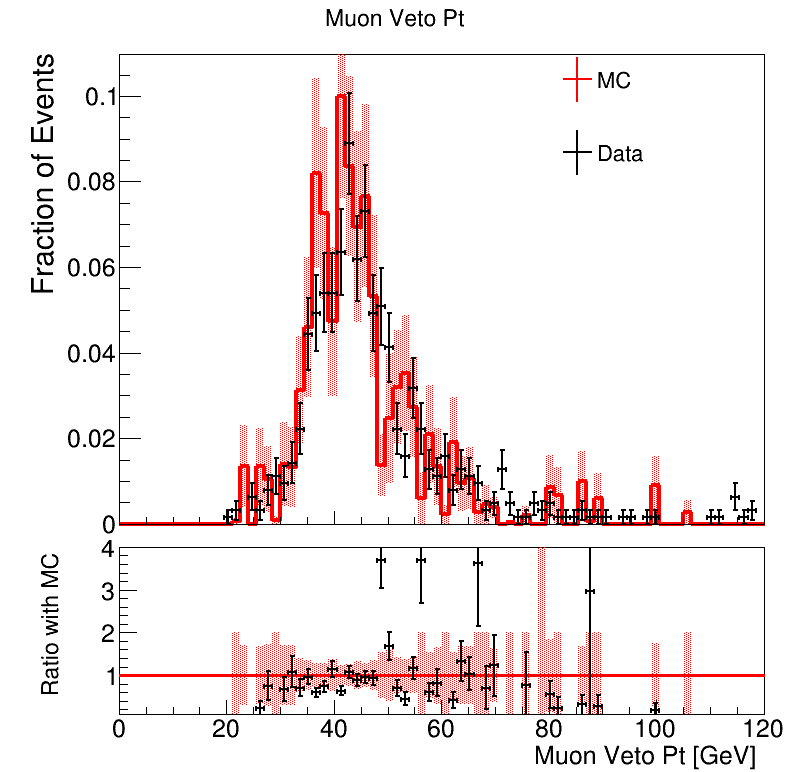 Muon Veto Pt
Fraction of Events
0.1
0.08
0.06
0.04
0.02
0
MC
Data
Ratio with MC
4
3
2
1
0
20
40
60
80
100
120
Muon Veto Pt [GeV]